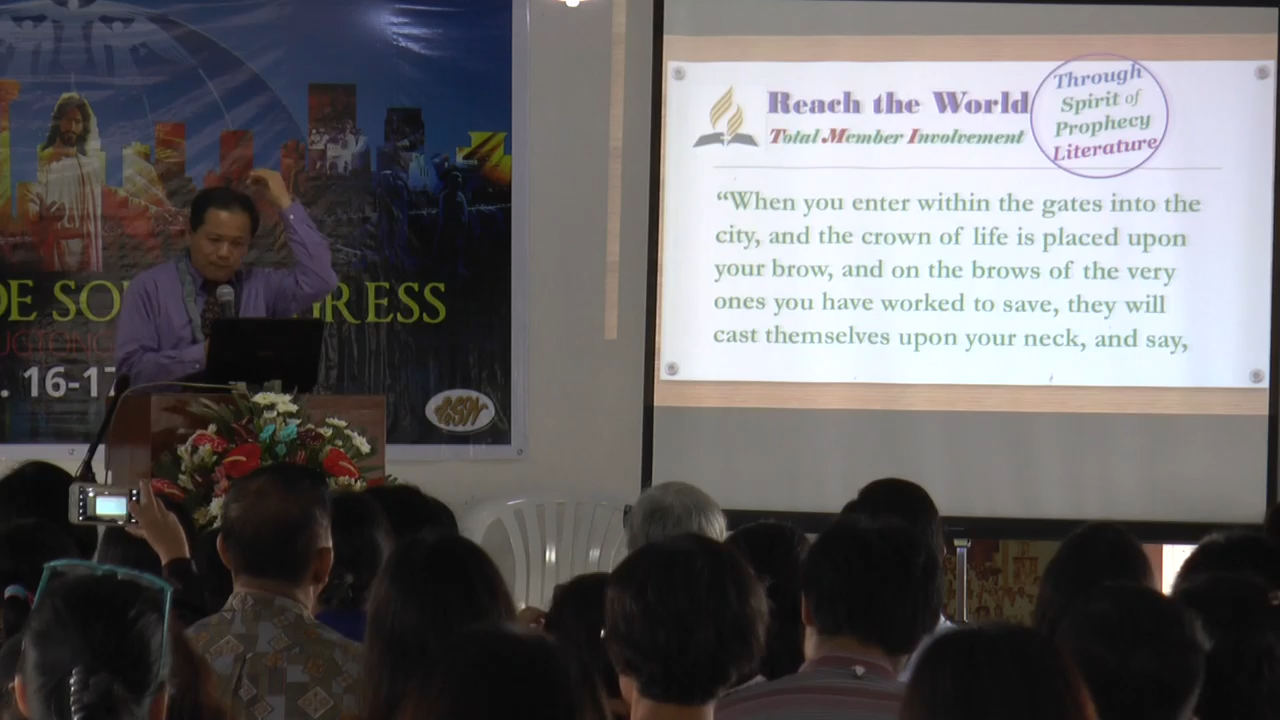 Reach the World
Total Member Involvement
Through
Spirit of
Prophecy
Literature
“When you enter within the gates into the
city, and the crown of life is placed upon
your brow, and on the brows of the very
ones you have worked to save, they will
cast themselves upon your neck, and say,
16-17